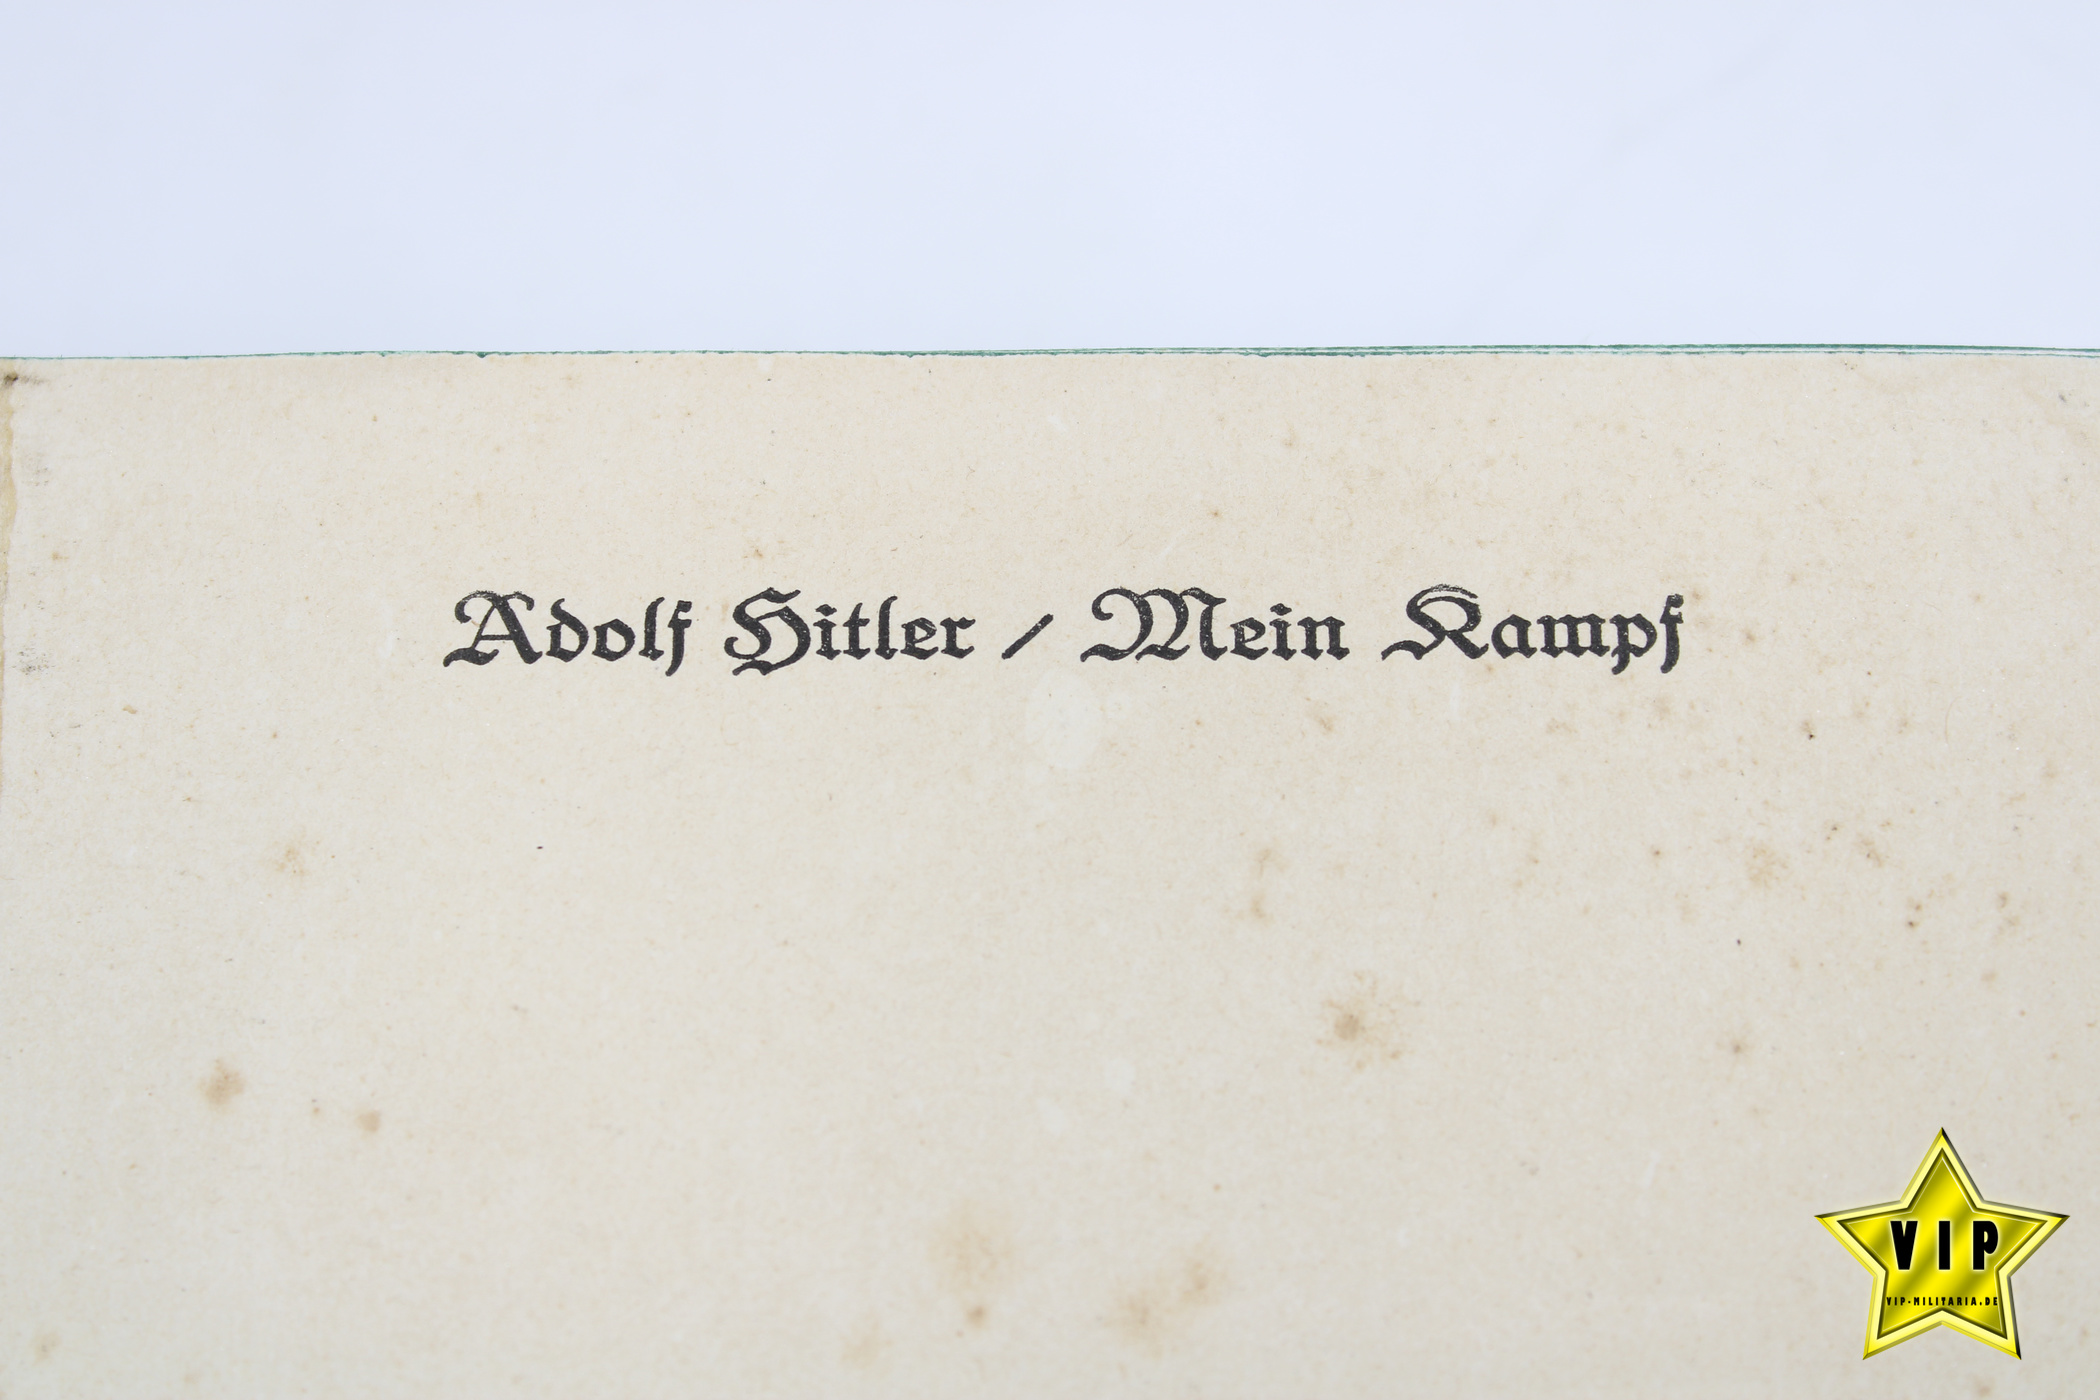 Adolf Hitler / Mein Kampf
VIP
VIP-MILITARIA.DE